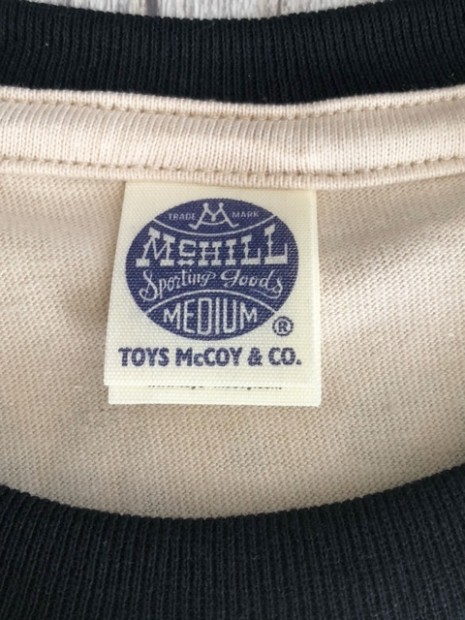 TRADE M MARK
McHILL
Sporting Goods
MEDIUM
®
TOYS McCOY & CO.